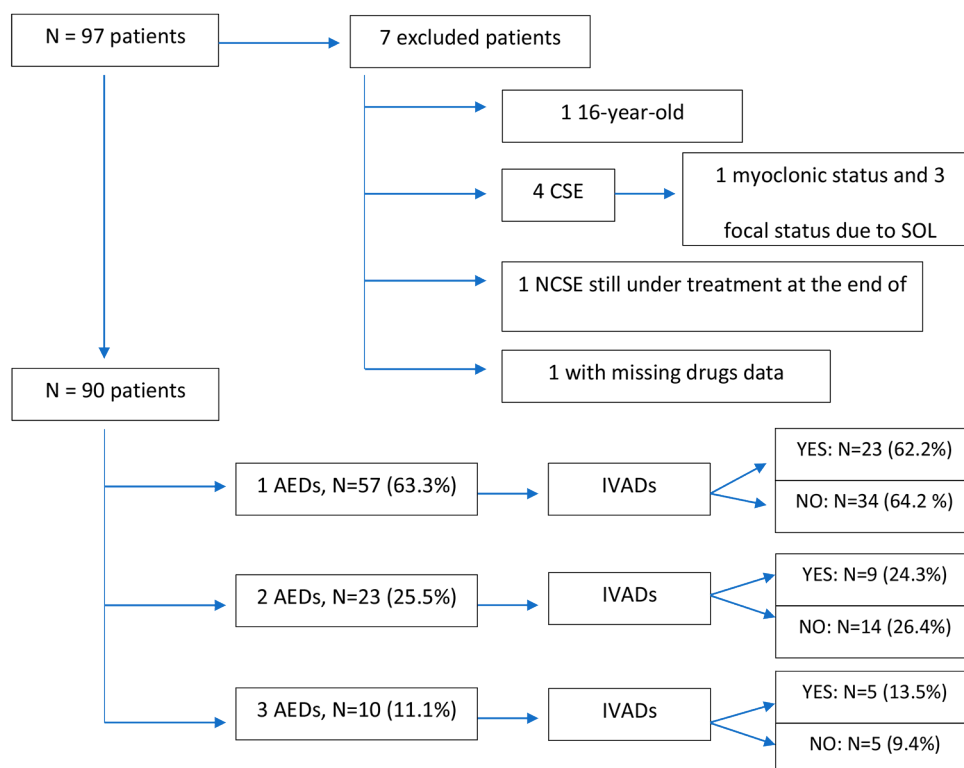 N = 97 patients
7 excluded patients
1 16-year-old
4 CSE
1 myoclonic status and 3
focal status due to SOL
1 NCSE still under treatment at the end of
1 with missing drugs data
N = 90 patients
1 AEDs, N=57 (63.3%)
IVADs
YES: N=23 (62.2%)
NO: N=34 (64.2 %)
2 AEDs, N=23 (25.5%)
IVADs
YES: N=9 (24.3%)
NO: N=14 (26.4%)
3 AEDs, N=10 (11.1%)
IVADs
YES: N=5 (13.5%)
NO: N=5 (9.4%)